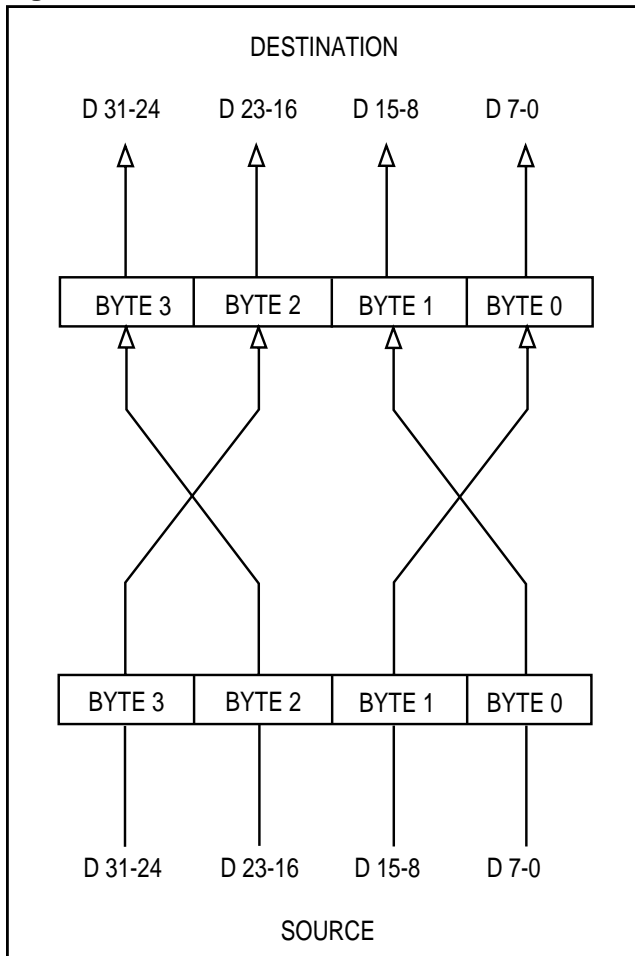 DESTINATION
D 31-24 D 23-16 D 15-8 D 7-0
BYTE 3 BYTE 2 BYTE 1 BYTE 0
BYTE 3 BYTE 2 BYTE 1 BYTE 0
D 31-24 D 23-16 D 15-8 D 7-0
SOURCE